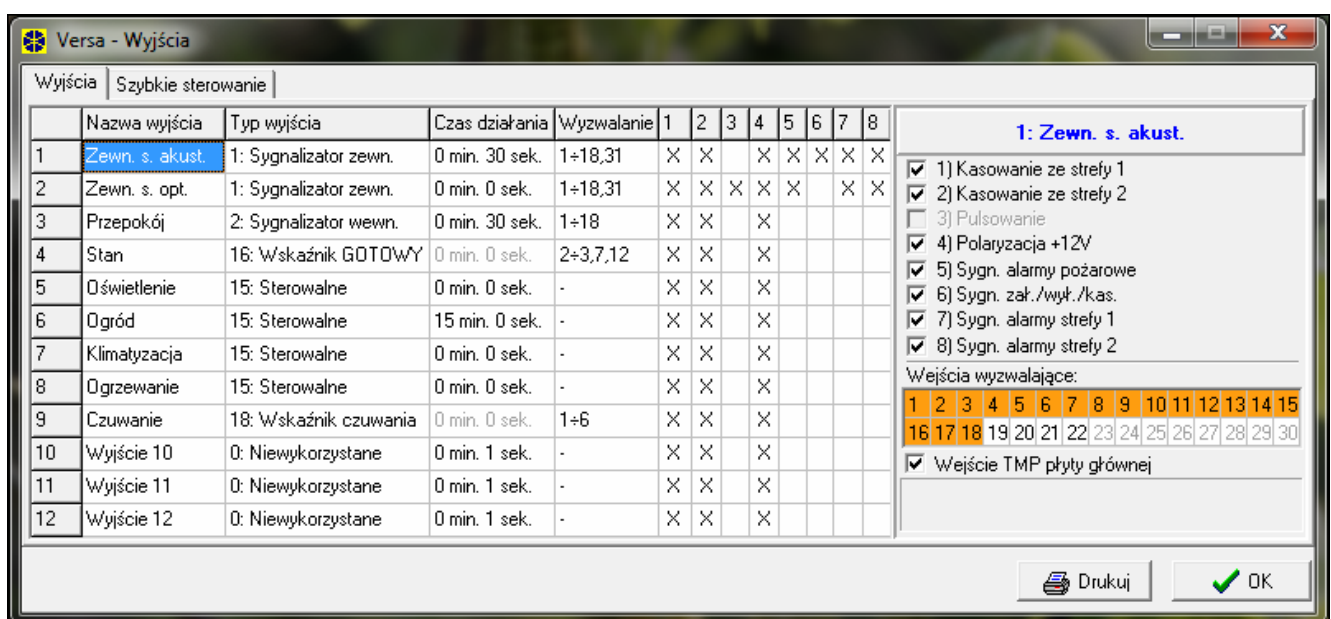 Versa - Wyjścia
Wyjścia Szybkie sterowanie
Nazwa wyjścia Typ wyjścia Czas działania Wyzwalanie 1 2 3 4 5 6 7 8
1 Zewn. s. akust. 1: Sygnalizator zewn. 0 min. 30 sek. 1÷18,31 X X X X X X X
2 Zewn. s. opt. 1: Sygnalizator zewn. 0 min. 0 sek. 1÷18,31 X X X X X X X
3 Przepokój 2: Sygnalizator wewn. 0 min. 30 sek. 1÷18 X X X
4 Stan 16: Wskaźnik GOTOWY 0 min. 0 sek. 2÷3,7,12 X X X
5 Oświetlenie 15: Sterowalne 0 min. 0 sek. - X X X
6 Ogród 15: Sterowalne 15 min. 0 sek. - X X X
7 Klimatyzacja 15: Sterowalne 0 min. 0 sek. - X X X
8 Ogrzewanie 15: Sterowalne 0 min. 0 sek. - X X X
9 Czuwanie 18: Wskaźnik czuwania 0 min. 0 sek. 1÷6 X X X
10 Wyjście 10 0: Niewykorzystane 0 min. 1 sek. - X X X
11 Wyjście 11 0: Niewykorzystane 0 min. 1 sek. - X X X
12 Wyjście 12 0: Niewykorzystane 0 min. 1 sek. - X X X
1: Zewn. s. akust.
1) Kasowanie ze strefy 1
2) Kasowanie ze strefy 2
3) Pulsowanie
4) Polaryzacja +12V
5) Sygn. alarmy pożarowe
6) Sygn. zał./wył./kas.
7) Sygn. alarmy strefy 1
8) Sygn. alarmy strefy 2
Wejścia wyzwalające:
1 2 3 4 5 6 7 8 9 10 11 12 13 14 15
16 17 18 19 20 21 22 23 24 25 26 27 28 29 30
Wejście TMP płyty głównej
Drukuj OK